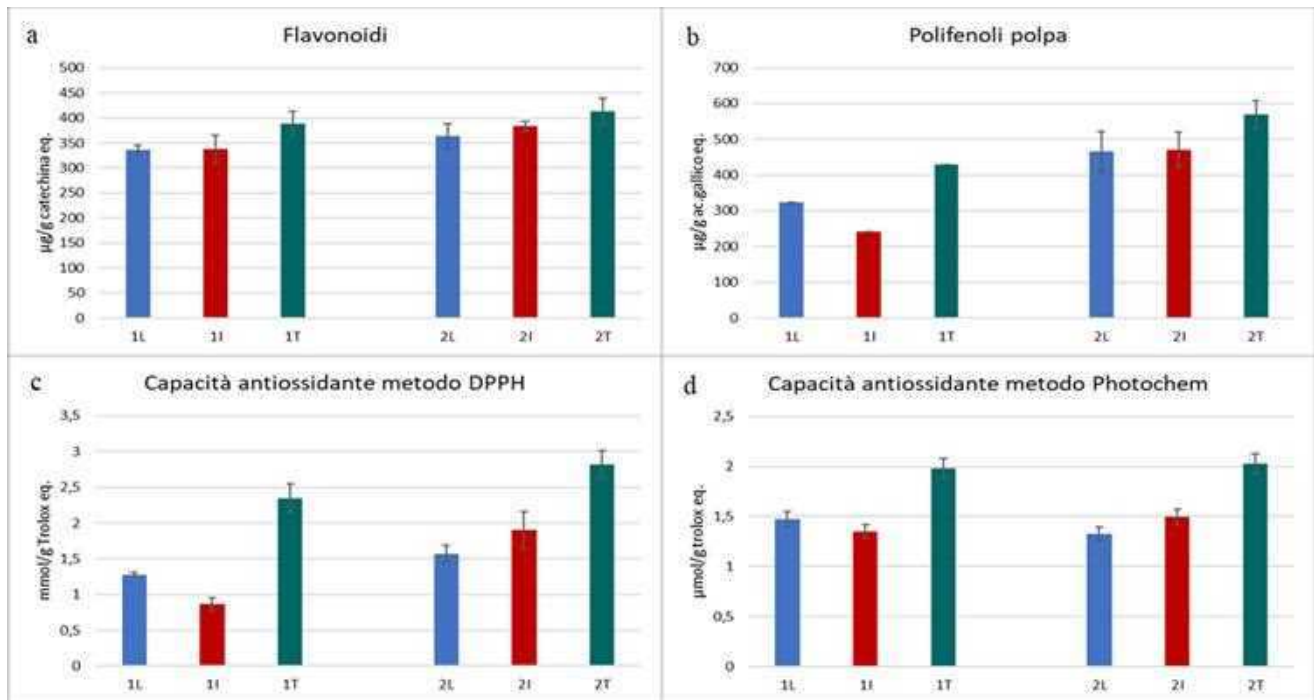 a
Flavonoidi
µg/g catechina eq.
500
450
400
350
300
250
200
150
100
50
0
1L 1I 1T 2L 2I 2T
b
Polifenoli polpa
µg/g ac.gallico eq.
700
600
500
400
300
200
100
0
1L 1I 1T 2L 2I 2T
c
Capacità antiossidante metodo DPPH
mmol/g Trolox eq.
3,5
3
2,5
2
1,5
1
0,5
0
1L 1I 1T 2L 2I 2T
d
Capacità antiossidante metodo Photochem
µmol/g trolox eq.
2,5
2
1,5
1
0,5
0
1L 1I 1T 2L 2I 2T